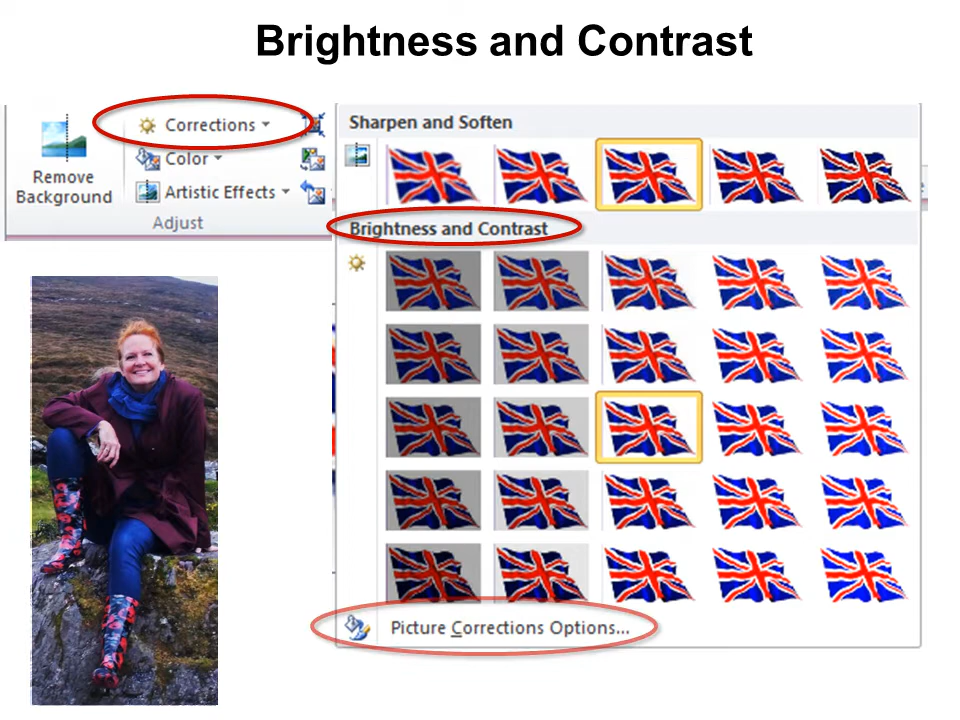 Brightness and Contrast
Corrections
Color
Remove
Background
Artistic Effects
Adjust
Sharpen and Soften
Brightness and Contrast
Picture Corrections Options...